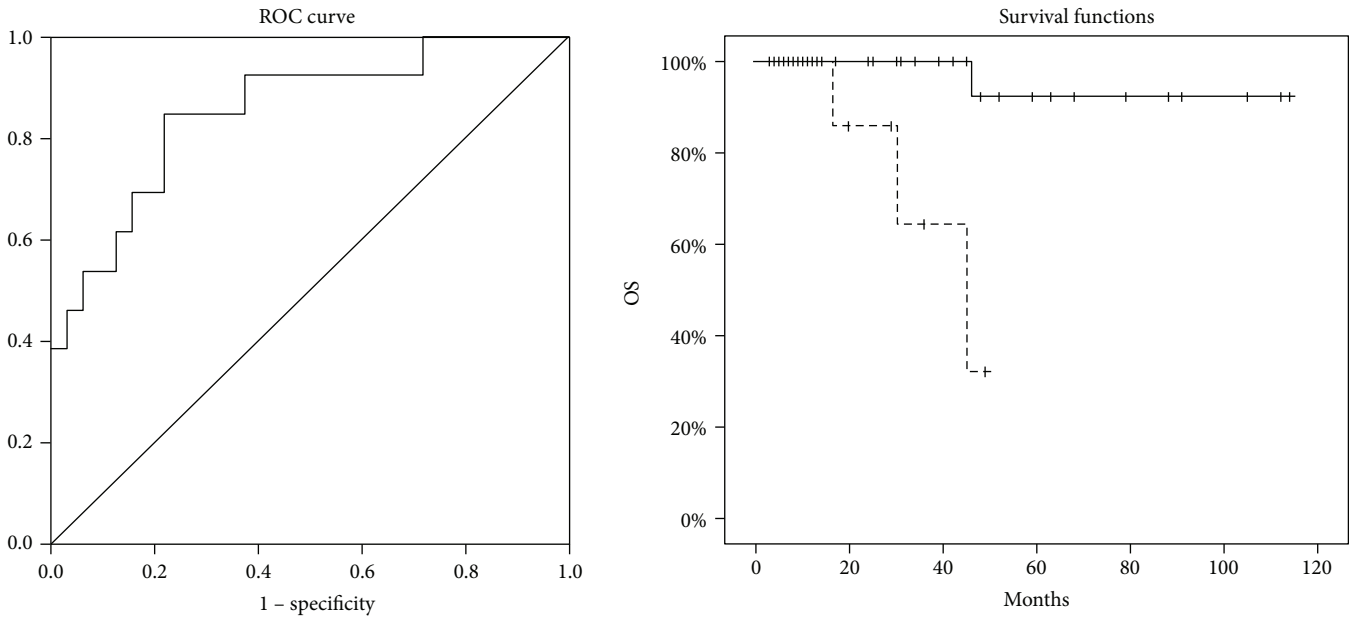 ROC curve
1.0
0.8
0.6
0.4
0.2
0.0
0.0 0.2 0.4 0.6 0.8 1.0
1 – specificity
Survival functions
100%
80%
60%
40%
20%
0%
OS
0 20 40 60 80 100 120
Months